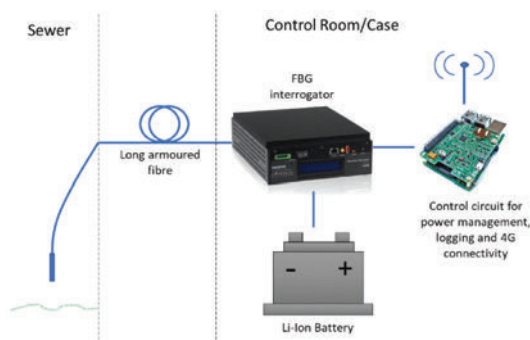 Sewer
Control Room/Case
FBG
interrogator
Long armoured
fibre
Control circuit for
power management,
logging and 4G
connectivity
- +
Li-Ion Battery